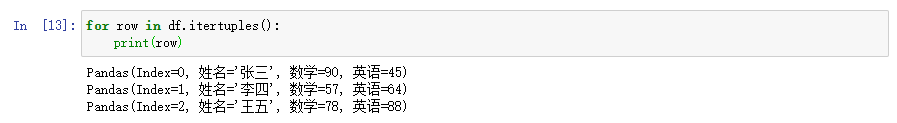 In [13]: for row in df.itertuples():
    print(row)
Pandas(Index=0, 姓名='张三', 数学=90, 英语=45)
Pandas(Index=1, 姓名='李四', 数学=57, 英语=64)
Pandas(Index=2, 姓名='王五', 数学=78, 英语=88)